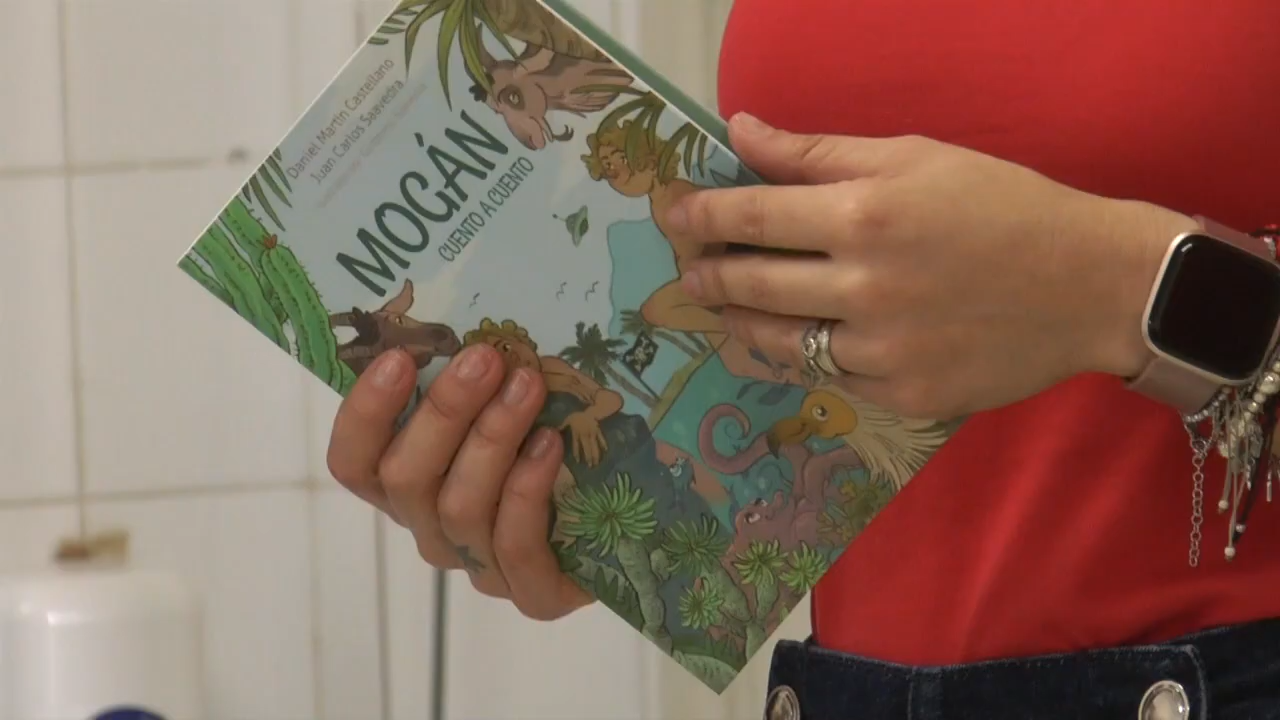 Daniel Martín Castellano
Juan Carlos Saavedra
MOGÁN
CUENTO A CUENTO